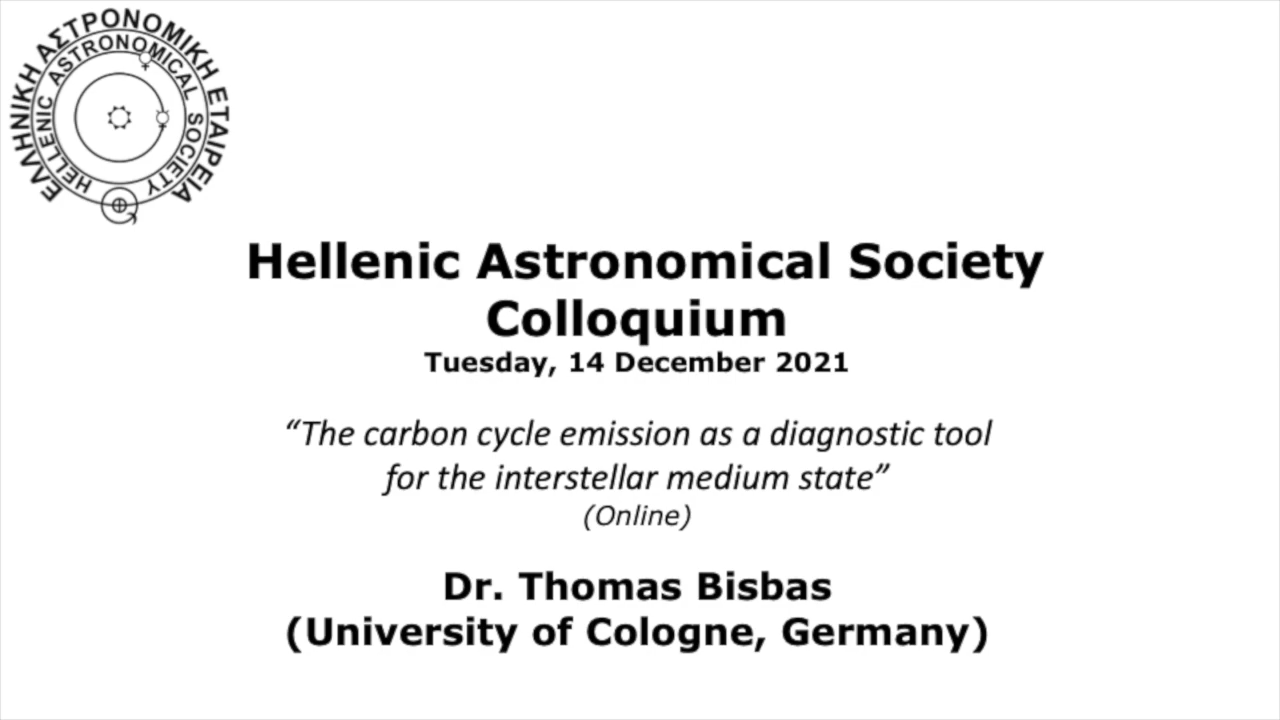 ΕΛΛΗΝΙΚΗ ΑΣΤΡΟΝΟΜΙΚΗ ΕΤΑΙΡΕΙΑ
HELLENIC ASTRONOMICAL SOCIETY
Hellenic Astronomical Society
Colloquium
Tuesday, 14 December 2021
“The carbon cycle emission as a diagnostic tool
for the interstellar medium state”
(Online)
Dr. Thomas Bisbas
(University of Cologne, Germany)